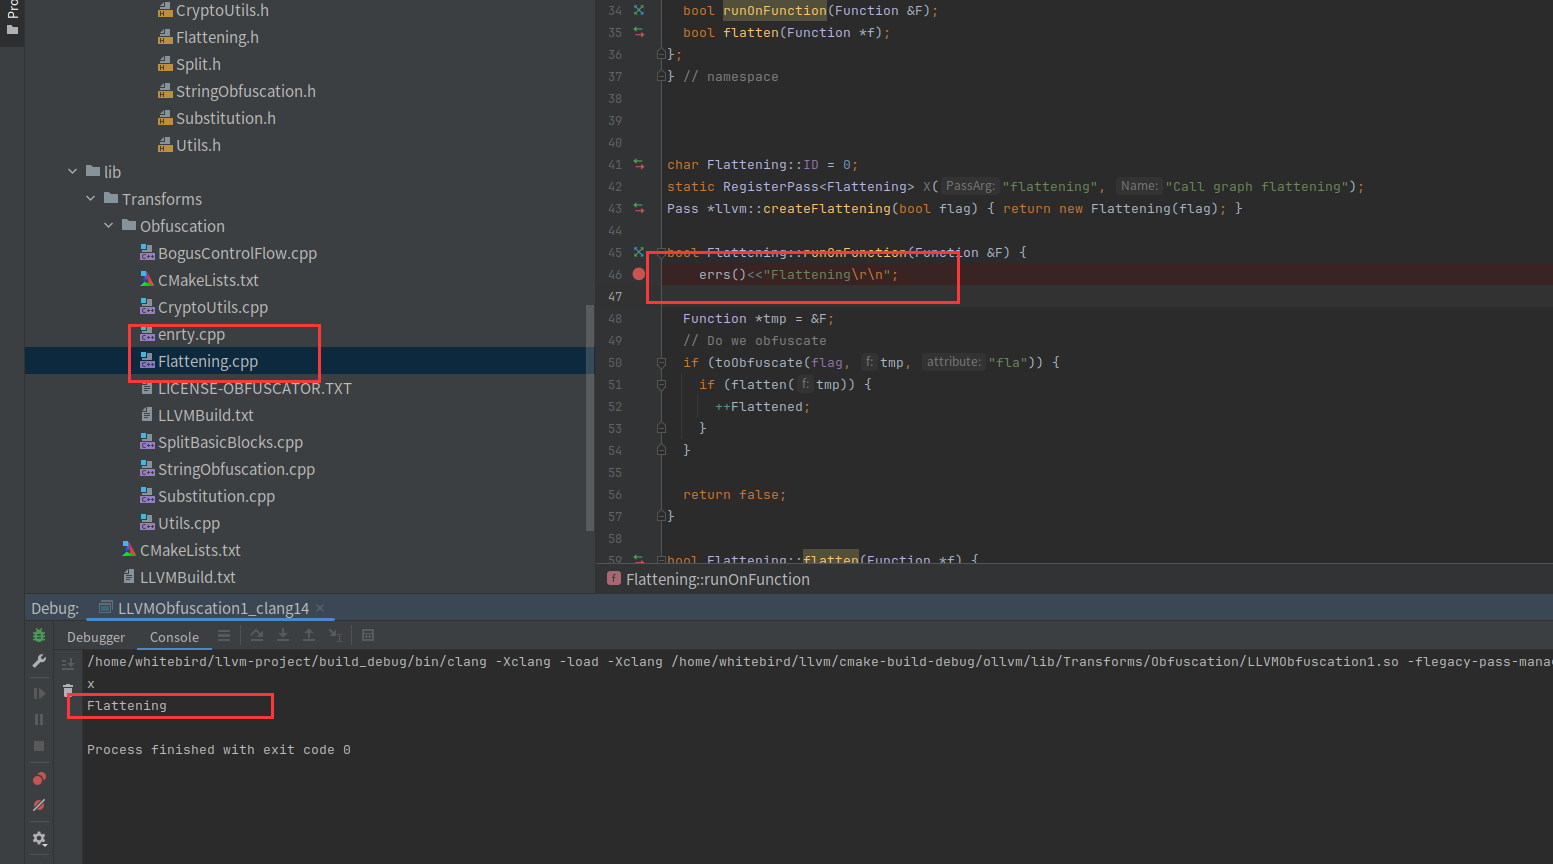 Pro
CryptoUtils.h
Flattening.h
Split.h
StringObfuscation.h
Substitution.h
Utils.h
lib
Transforms
Obfuscation
BogusControlFlow.cpp
CMakeLists.txt
CryptoUtils.cpp
enrty.cpp
Flattening.cpp
LICENSE-OBFUSCATOR.TXT
LLVMBuild.txt
SplitBasicBlocks.cpp
StringObfuscation.cpp
Substitution.cpp
Utils.cpp
CMakeLists.txt
LLVMBuild.txt
34 bool runOnFunction(Function &F);
35 bool flatten(Function *f);
36 };
37 } // namespace
38
39
40
41 char Flattening::ID = 0;
42 static RegisterPass<Flattening> X( PassArg: "flattening", Name: "Call graph flattening");
43 Pass *llvm::createFlattening(bool flag) { return new Flattening(flag); }
44
45 bool Flattening::runOnFunction(Function &F) {
46 errs()<<"Flattening\r\n";
47
48 Function *tmp = &F;
49 // Do we obfuscate
50 if (toObfuscate(flag, f: tmp, attribute: "fla")) {
51 if (flatten( f: tmp)) {
52 ++Flattened;
53 }
54 }
55
56 return false;
57 }
58
59 bool Flattening::flatten(Function *f) {
f Flattening::runOnFunction
Debug: LLVMObfuscation1_clang14
Debugger Console
/home/whitebird/llvm-project/build_debug/bin/clang -Xclang -load -Xclang /home/whitebird/llvm/cmake-build-debug/ollvm/lib/Transforms/Obfuscation/LLVMObfuscation1.so -flegacy-pass-mana
x
Flattening
Process finished with exit code 0